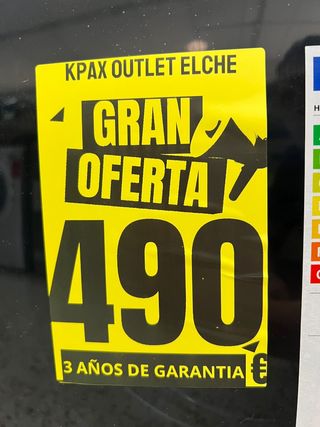 KPAX OUTLET ELCHE
GRAN
OFERTA
490
3 AÑOS DE GARANTIA €